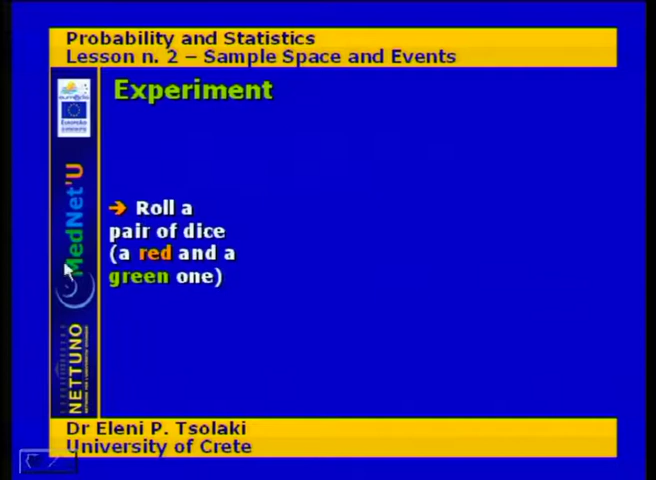 Probability and Statistics
Lesson n. 2 – Sample Space and Events
Experiment
➔ Roll a
pair of dice
(a red and a
green one)
MedNet'U
NETTUNO
Dr Eleni P. Tsolaki
University of Crete